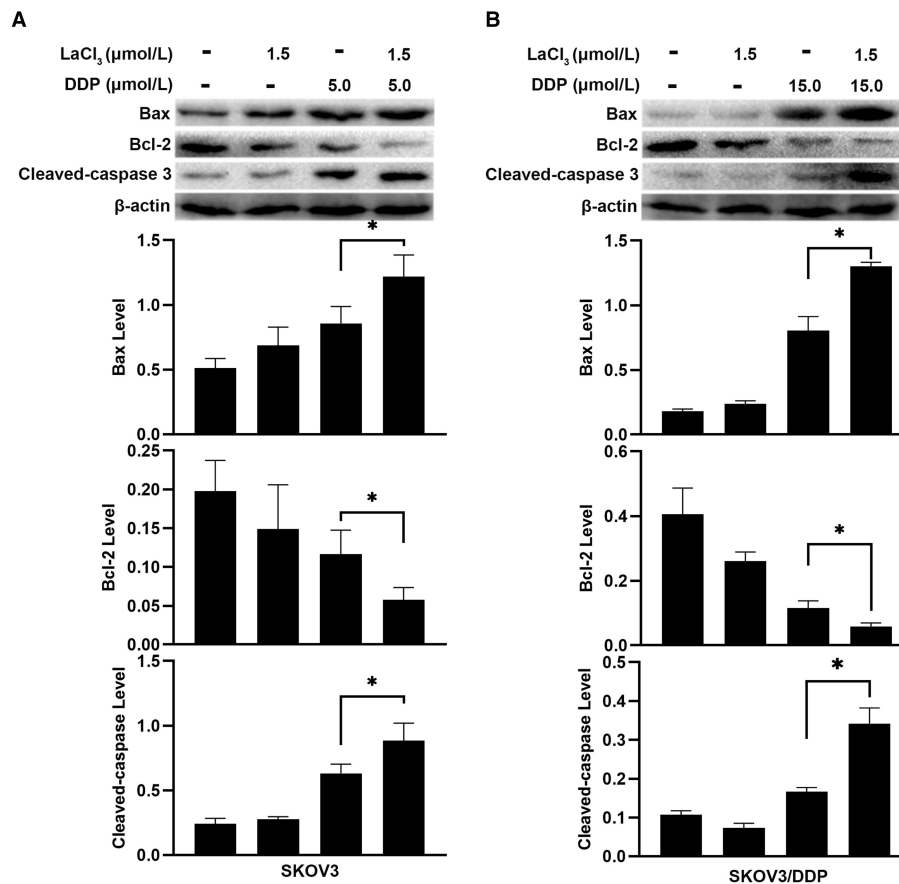 A
LaCl₃ (µmol/L) - 1.5 - 1.5
DDP (µmol/L) - - 5.0 5.0
Bax
Bcl-2
Cleaved-caspase 3
β-actin
*
Bax Level
1.5
1.0
0.5
0.0
*
Bcl-2 Level
0.25
0.20
0.15
0.10
0.05
0.00
*
Cleaved-caspase Level
1.5
1.0
0.5
0.0
SKOV3
B
LaCl₃ (µmol/L) - 1.5 - 1.5
DDP (µmol/L) - - 15.0 15.0
Bax
Bcl-2
Cleaved-caspase 3
β-actin
*
Bax Level
1.5
1.0
0.5
0.0
*
Bcl-2 Level
0.6
0.4
0.2
0.0
*
Cleaved-caspase Level
0.5
0.4
0.3
0.2
0.1
0.0
SKOV3/DDP